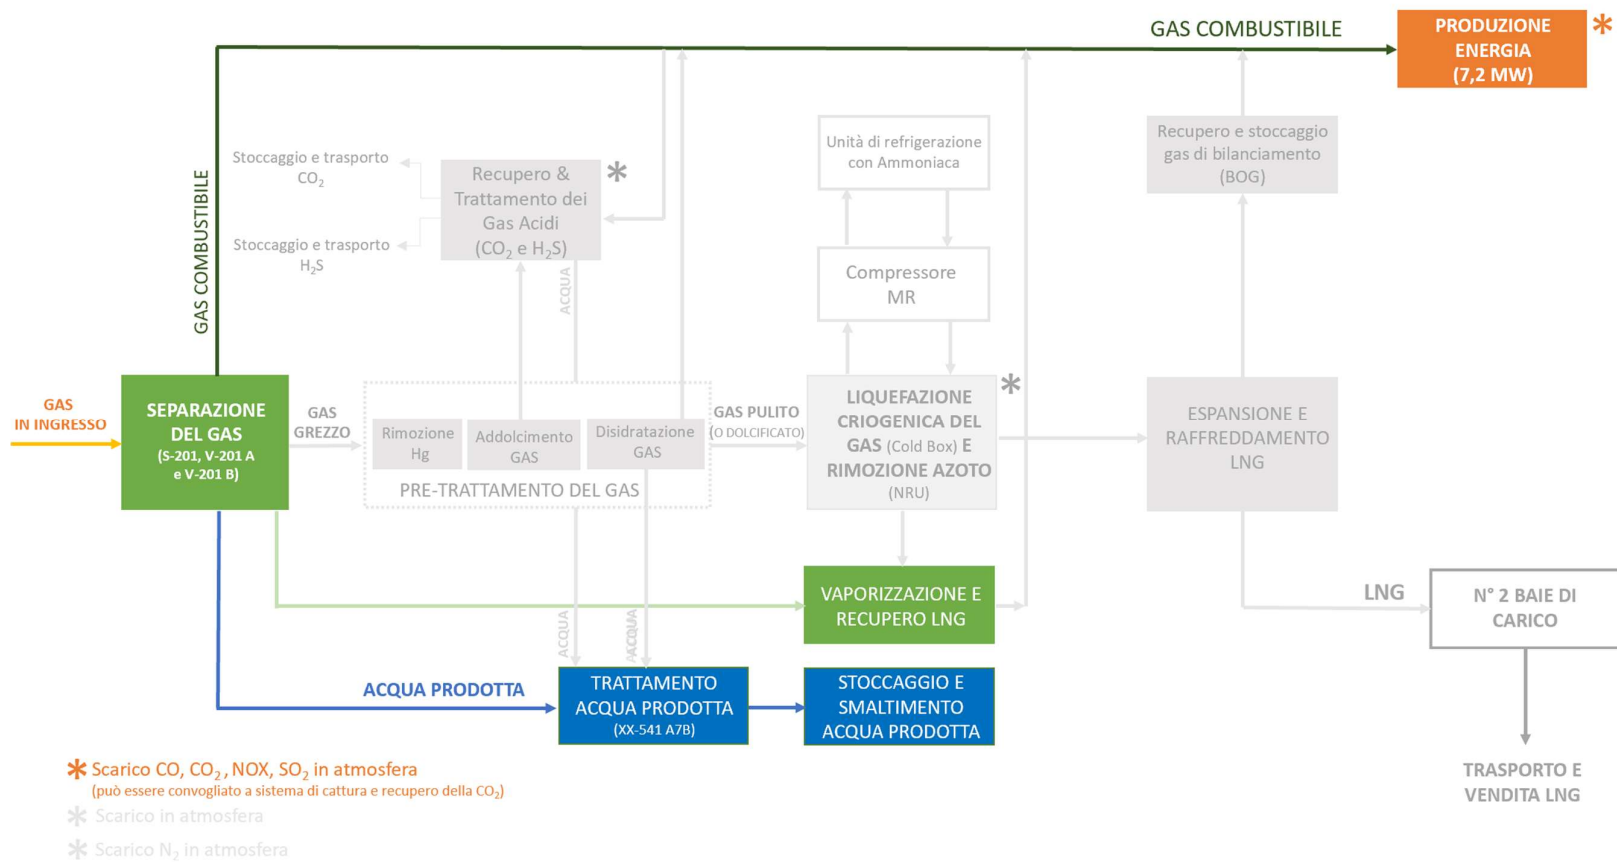 GAS COMBUSTIBILE
PRODUZIONE
ENERGIA
(7,2 MW)
*
GAS COMBUSTIBILE
Stoccaggio e trasporto
CO₂
Stoccaggio e trasporto
H₂S
Recupero &
Trattamento dei
Gas Acidi
(CO₂ e H₂S)
*
ACQUA
Unità di refrigerazione
con Ammoniaca
Compressore
MR
Recupero e stoccaggio
gas di bilanciamento
(BOG)
GAS
IN INGRESSO
SEPARAZIONE
DEL GAS
(S-201, V-201 A
e V-201 B)
GAS
GREZZO
Rimozione
Hg
Addolcimento
GAS
Disidratazione
GAS
PRE-TRATTAMENTO DEL GAS
GAS PULITO
(O DOLCIFICATO)
LIQUEFAZIONE
CRIOGENICA DEL
GAS (Cold Box) E
RIMOZIONE AZOTO
(NRU)
*
ESPANSIONE E
RAFFREDDAMENTO
LNG
VAPORIZZAZIONE E
RECUPERO LNG
LNG
N° 2 BAIE DI
CARICO
ACQUA
ACQUA
ACQUA PRODOTTA
TRATTAMENTO
ACQUA PRODOTTA
(XX-541 A7B)
STOCCAGGIO E
SMALTIMENTO
ACQUA PRODOTTA
TRASPORTO E
VENDITA LNG
* Scarico CO, CO₂ , NOX, SO₂ in atmosfera
(può essere convogliato a sistema di cattura e recupero della CO₂)
* Scarico in atmosfera
* Scarico N₂ in atmosfera